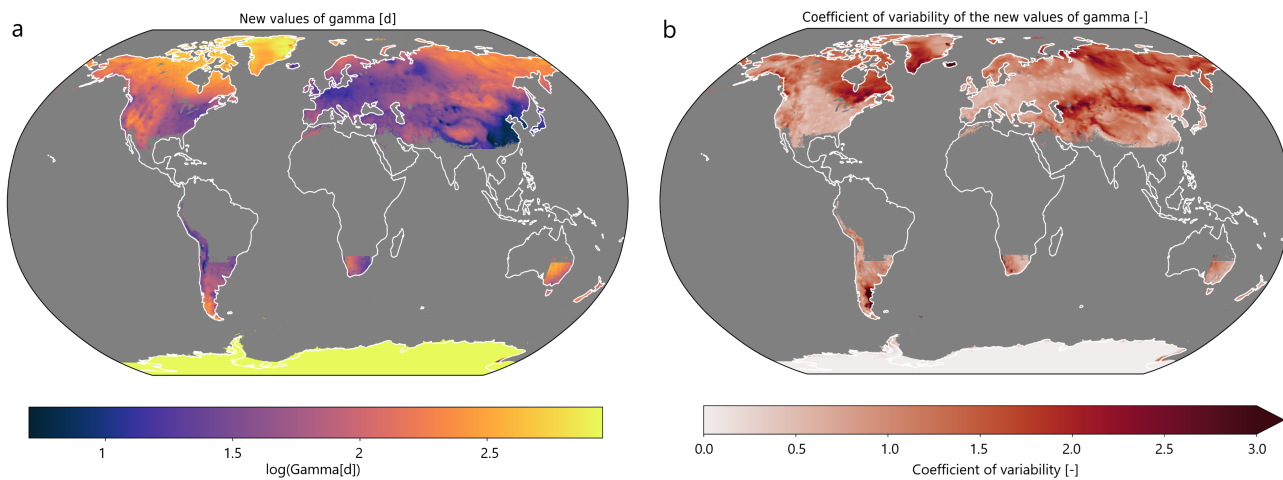 a
New values of gamma [d]
1
1.5
2
2.5
log(Gamma[d])
b
Coefficient of variability of the new values of gamma [-]
0.0
0.5
1.0
1.5
2.0
2.5
3.0
Coefficient of variability [-]